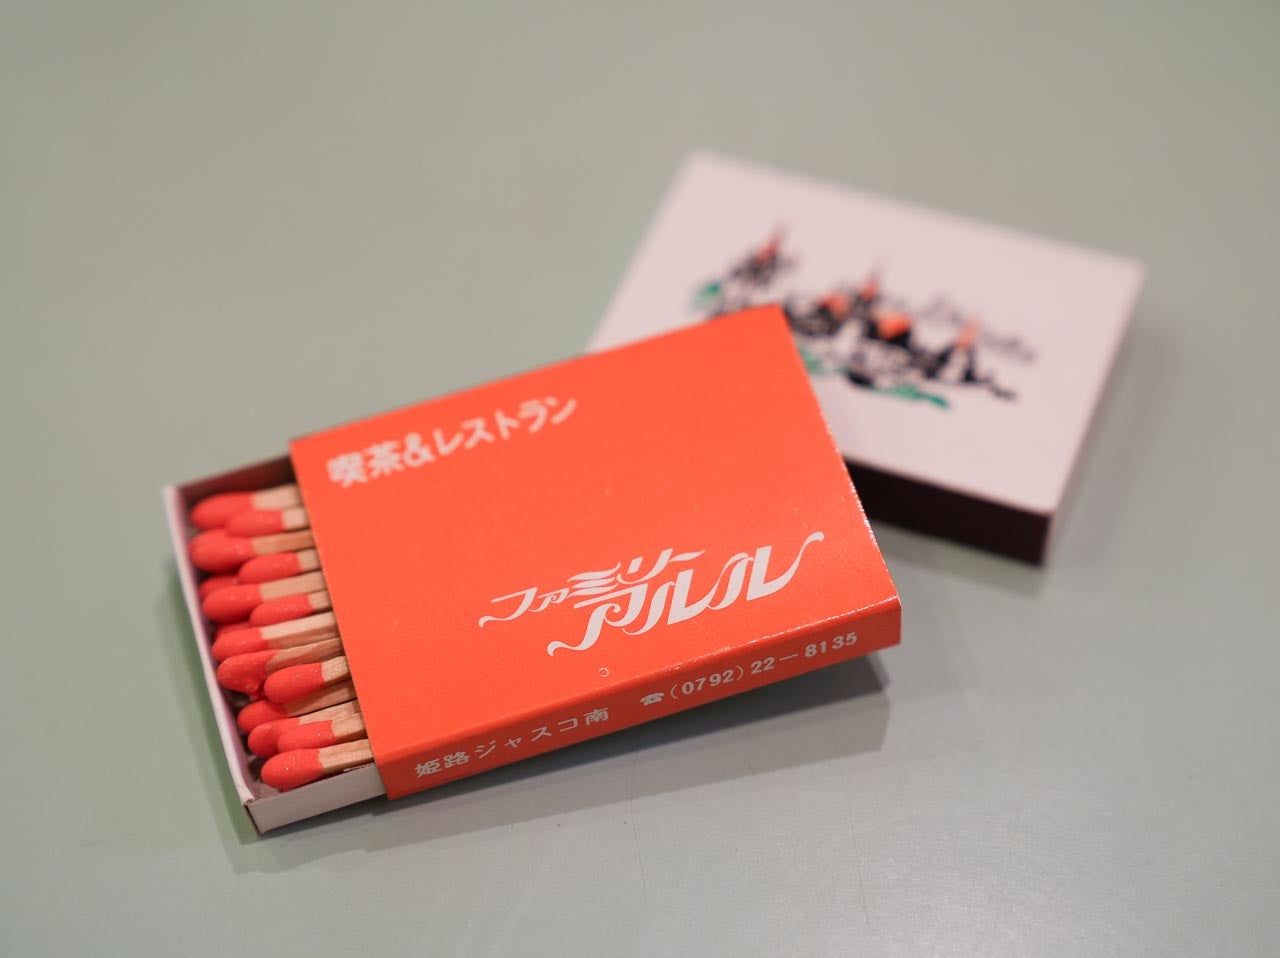 喫茶&レストラン
ファミリー
アルル
姫路ジャスコ南 ☎(0792)22-8135